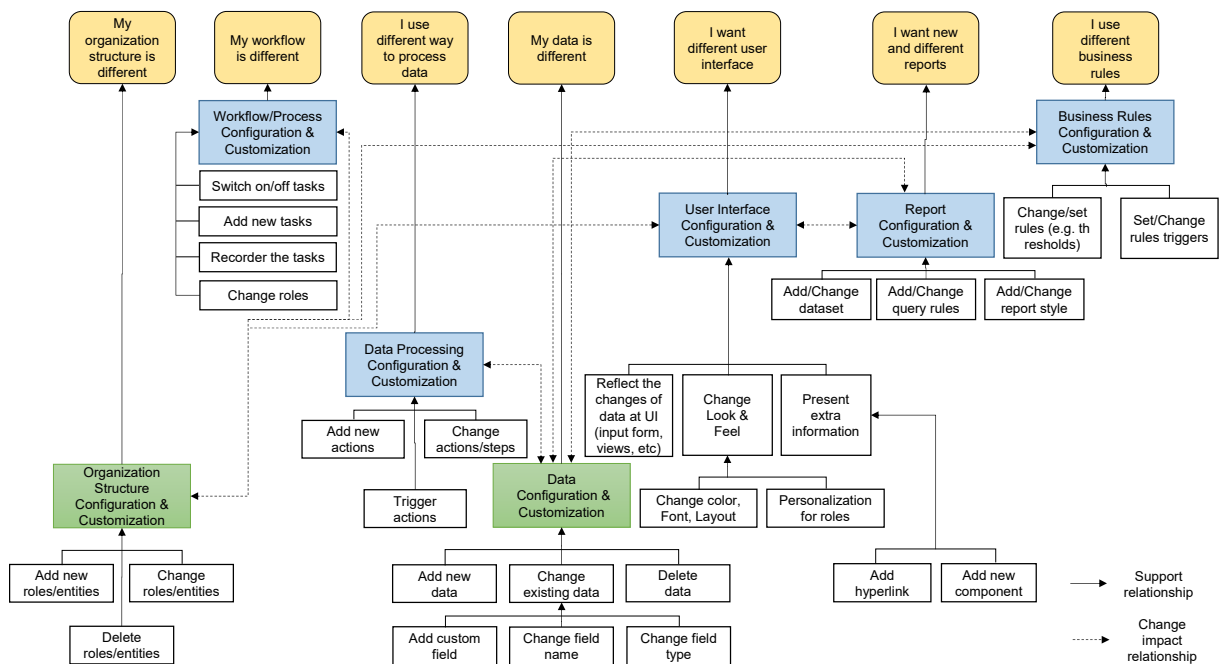 My
organization
structure is
different
My workflow
is different
I use
different way
to process
data
My data is
different
I want
different user
interface
I want new
and different
reports
I use
different
business
rules
Workflow/Process
Configuration &
Customization
Business Rules
Configuration &
Customization
Switch on/off tasks
Add new tasks
Recorder the tasks
Change roles
User Interface
Configuration &
Customization
Report
Configuration &
Customization
Change/set
rules (e.g. th
resholds)
Set/Change
rules triggers
Add/Change
dataset
Add/Change
query rules
Add/Change
report style
Data Processing
Configuration &
Customization
Reflect the
changes of
data at UI
(input form,
views, etc)
Change
Look &
Feel
Present
extra
information
Add new
actions
Change
actions/steps
Trigger
actions
Organization
Structure
Configuration &
Customization
Data
Configuration &
Customization
Change color,
Font, Layout
Personalization
for roles
Add new
roles/entities
Change
roles/entities
Delete
roles/entities
Add new
data
Change
existing data
Delete
data
Add custom
field
Change field
name
Change field
type
Add
hyperlink
Add new
component
Support
relationship
Change
impact
relationship